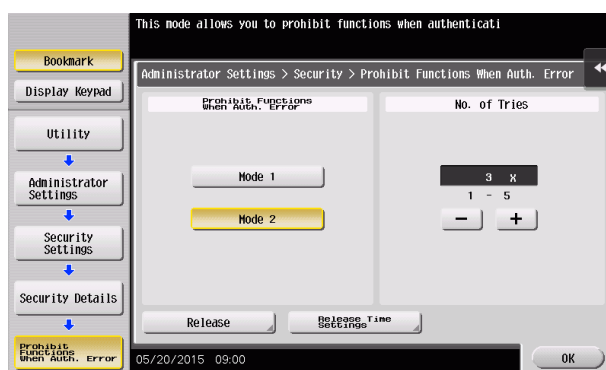 This mode allows you to prohibit functions when authenticati
Bookmark
Display Keypad
Utility
Administrator
Settings
Security
Settings
Security Details
Prohibit
Functions
When Auth. Error
Administrator Settings > Security > Prohibit Functions When Auth. Error
Prohibit Functions
When Auth. Error
Mode 1
Mode 2
No. of Tries
3 x
1 - 5
− +
Release
Release Time
Settings
05/20/2015 09:00
OK